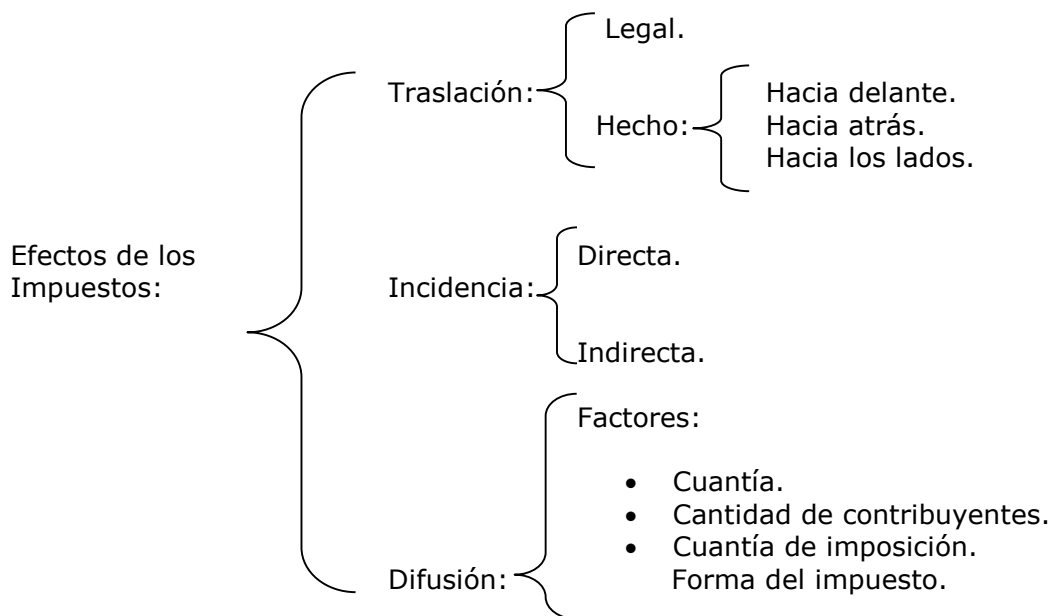 Efectos de los
Impuestos:
Traslación:
Legal.
Hecho:
Hacia delante.
Hacia atrás.
Hacia los lados.
Incidencia:
Directa.
Indirecta.
Difusión:
Factores:
• Cuantía.
• Cantidad de contribuyentes.
• Cuantía de imposición.
Forma del impuesto.